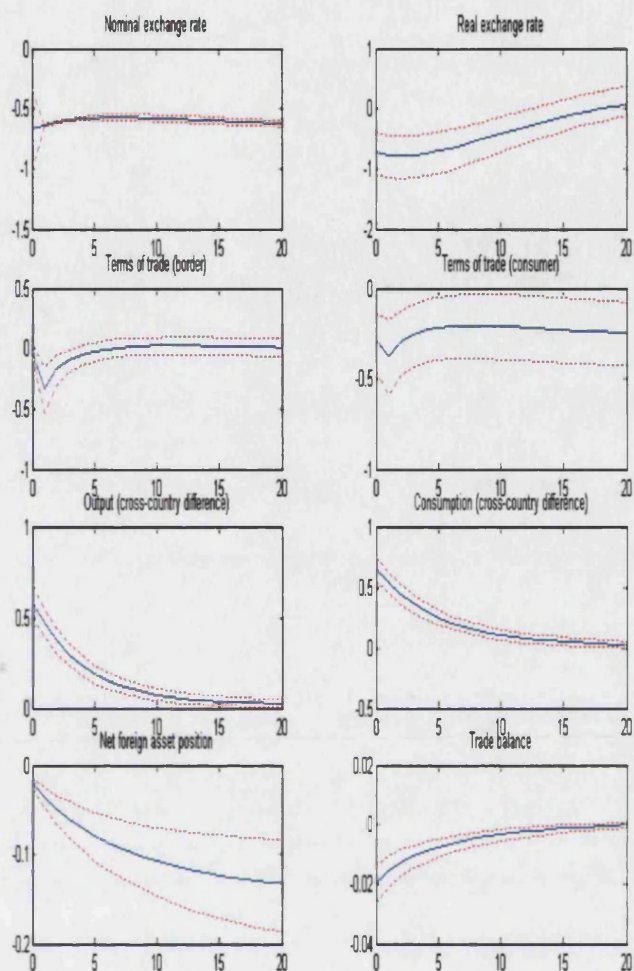 Nominal exchange rate
0
-0.5
-1
-1.5
0 5 10 15 20
Real exchange rate
1
0
-1
-2
0 5 10 15 20
Terms of trade (border)
0.5
0
-0.5
-1
0 5 10 15 20
Terms of trade (consumer)
0.5
0
-0.5
-1
0 5 10 15 20
Output (cross-country difference)
1
0.5
0
0 5 10 15 20
Consumption (cross-country difference)
1
0.5
0
-0.5
0 5 10 15 20
Net foreign asset position
0
-0.1
-0.2
0 5 10 15 20
Trade balance
0.02
0
-0.02
-0.04
0 5 10 15 20